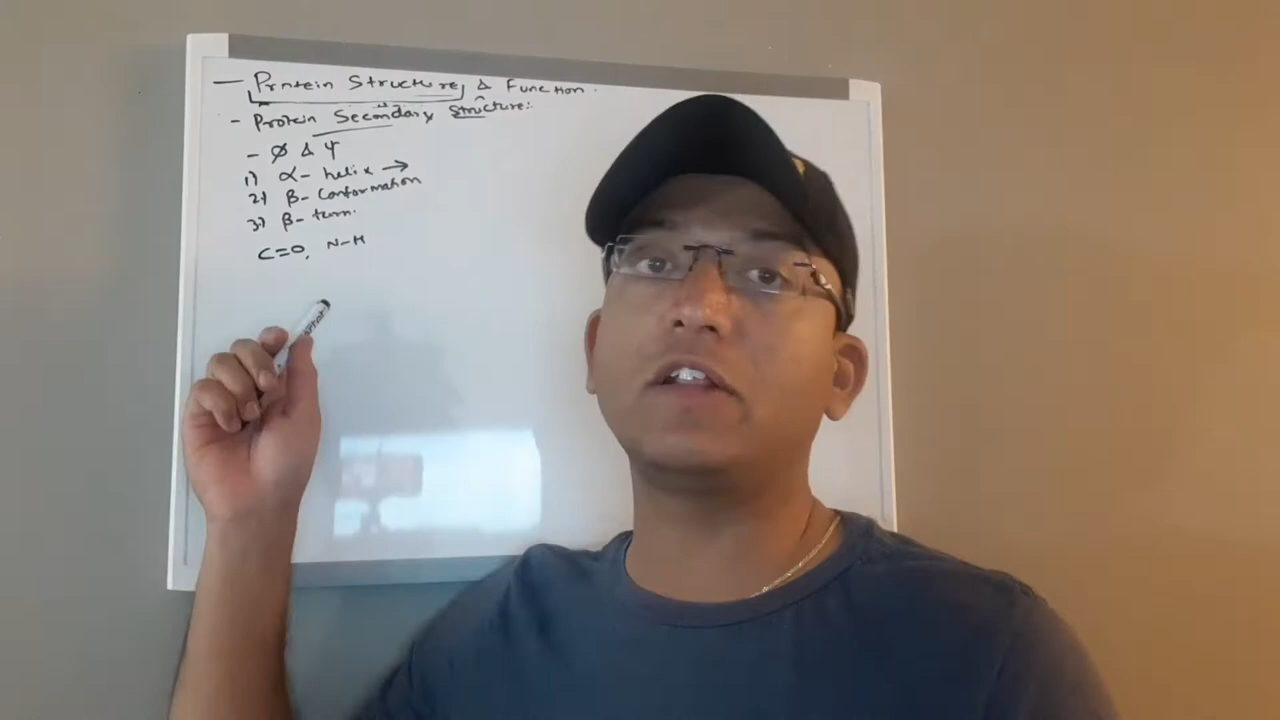 — Protein Structure & Function.
- Protein Secondary Structure:
- Ø & Ψ
1) α- helix →
2) β- Conformation
3) β- turn.
C=O, N-H